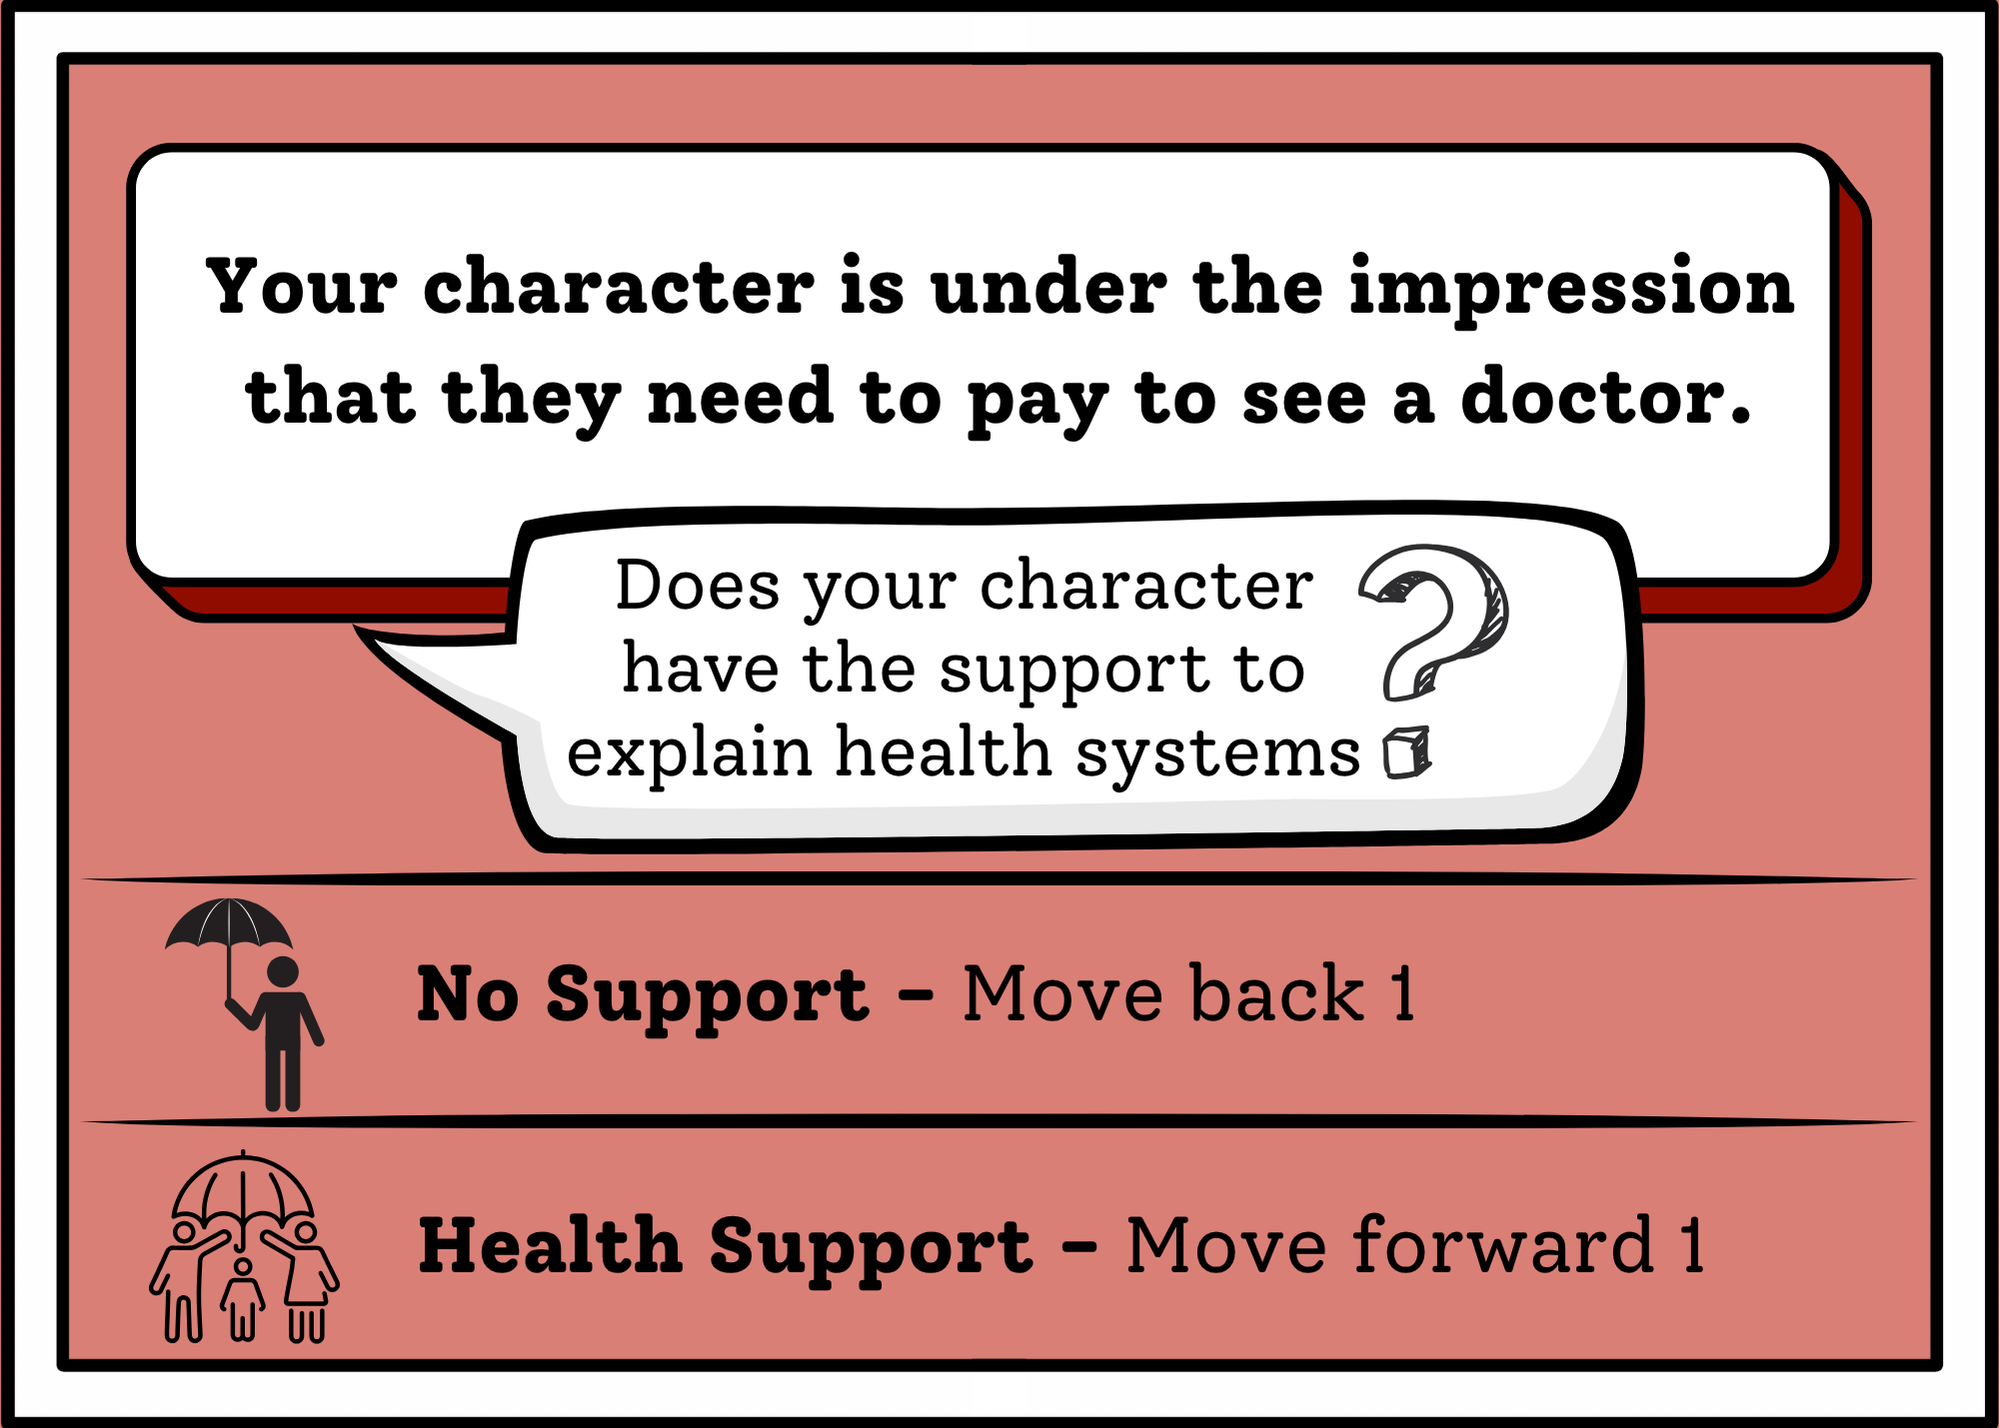 Your character is under the impression
that they need to pay to see a doctor.
Does your character
have the support to
explain health systems?
No Support - Move back 1
Health Support - Move forward 1